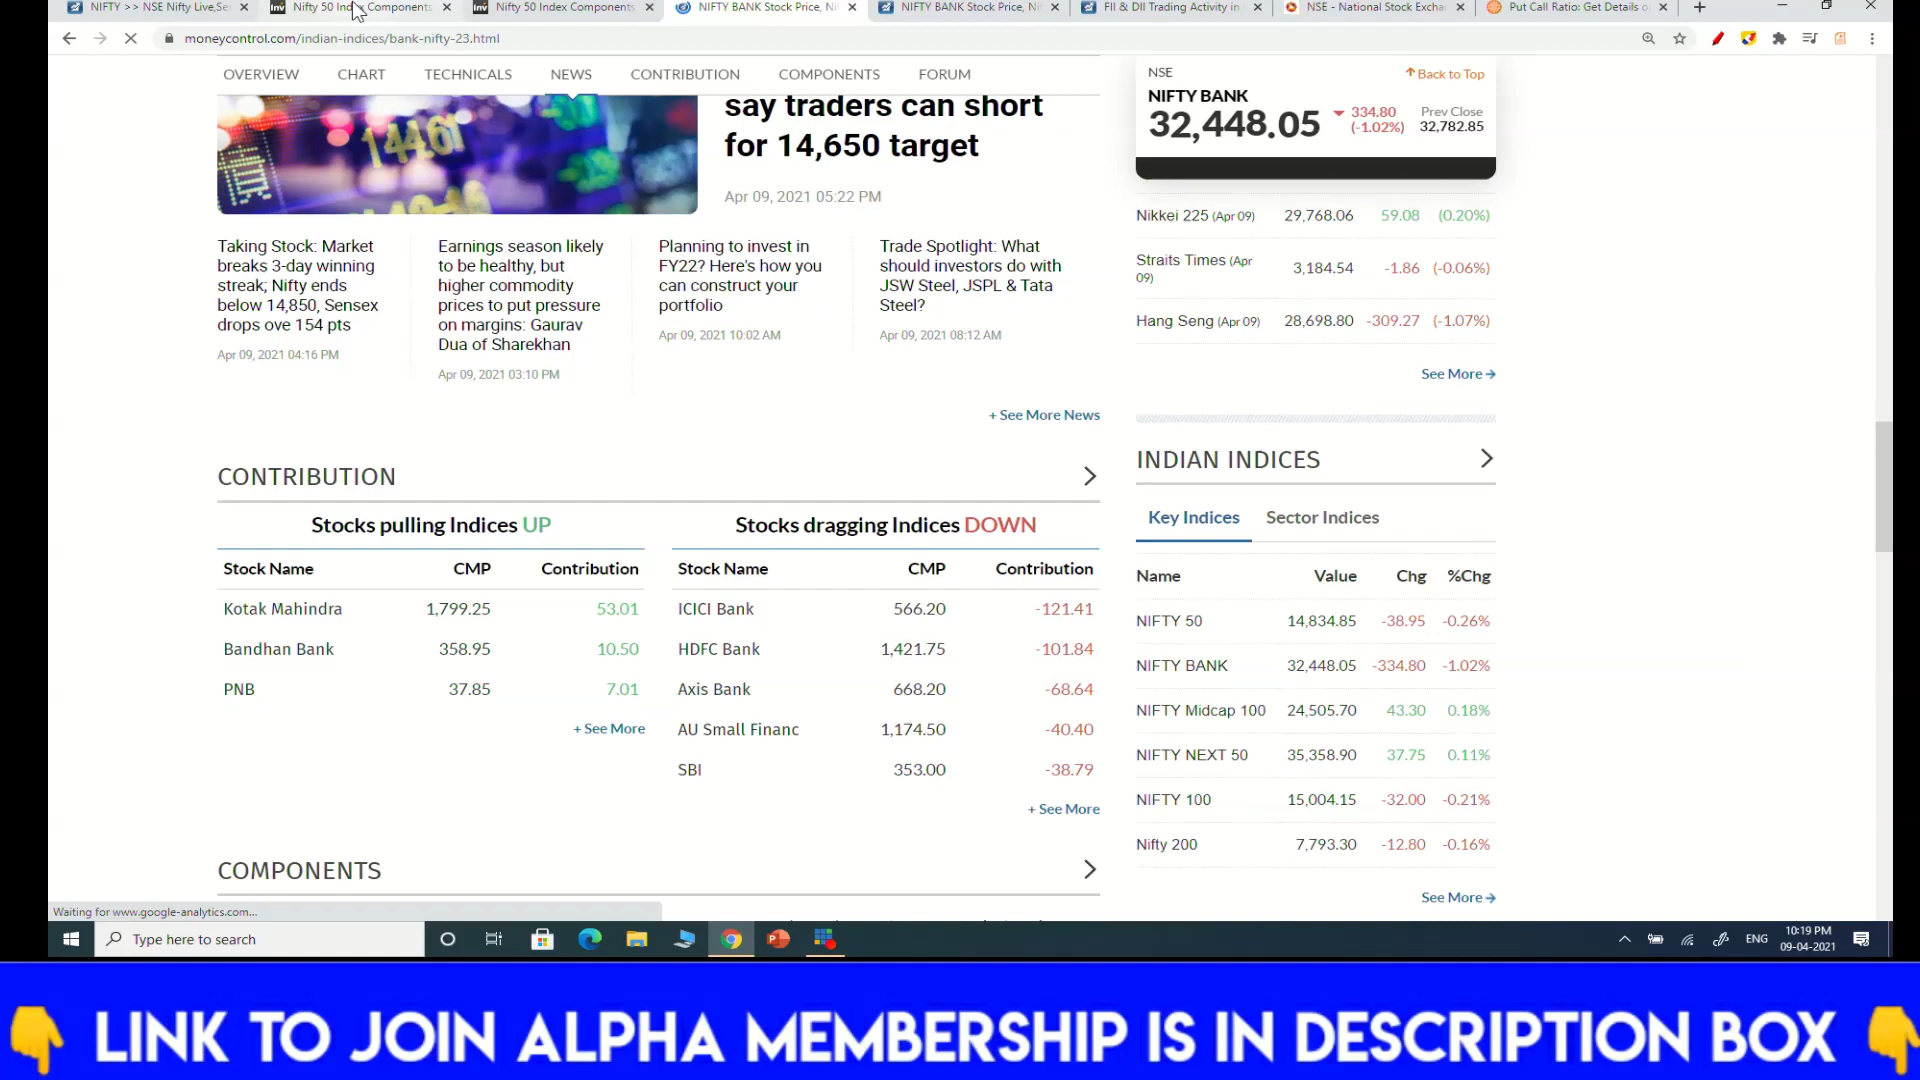 NIFTY >> NSE Nifty Live,Se
Nifty 50 Index Components
Nifty 50 Index Components
NIFTY BANK Stock Price, Ni
NIFTY BANK Stock Price, Ni
FII & DII Trading Activity in
NSE - National Stock Excha
Put Call Ratio: Get Details o
moneycontrol.com/indian-indices/bank-nifty-23.html
OVERVIEW CHART TECHNICALS NEWS CONTRIBUTION COMPONENTS FORUM
say traders can short
for 14,650 target
Apr 09, 2021 05:22 PM
14461
Taking Stock: Market
breaks 3-day winning
streak; Nifty ends
below 14,850, Sensex
drops ove 154 pts
Apr 09, 2021 04:16 PM
Earnings season likely
to be healthy, but
higher commodity
prices to put pressure
on margins: Gaurav
Dua of Sharekhan
Apr 09, 2021 03:10 PM
Planning to invest in
FY22? Here's how you
can construct your
portfolio
Apr 09, 2021 10:02 AM
Trade Spotlight: What
should investors do with
JSW Steel, JSPL & Tata
Steel?
Apr 09, 2021 08:12 AM
+ See More News
CONTRIBUTION
Stocks pulling Indices UP
Stock Name CMP Contribution
Kotak Mahindra 1,799.25 53.01
Bandhan Bank 358.95 10.50
PNB 37.85 7.01
+ See More
Stocks dragging Indices DOWN
Stock Name CMP Contribution
ICICI Bank 566.20 -121.41
HDFC Bank 1,421.75 -101.84
Axis Bank 668.20 -68.64
AU Small Financ 1,174.50 -40.40
SBI 353.00 -38.79
+ See More
COMPONENTS
NSE
Back to Top
NIFTY BANK
32,448.05 334.80 (-1.02%)
Prev Close
32,782.85
Nikkei 225 (Apr 09) 29,768.06 59.08 (0.20%)
Straits Times (Apr 09) 3,184.54 -1.86 (-0.06%)
Hang Seng (Apr 09) 28,698.80 -309.27 (-1.07%)
See More
INDIAN INDICES
Key Indices Sector Indices
Name Value Chg %Chg
NIFTY 50 14,834.85 -38.95 -0.26%
NIFTY BANK 32,448.05 -334.80 -1.02%
NIFTY Midcap 100 24,505.70 43.30 0.18%
NIFTY NEXT 50 35,358.90 37.75 0.11%
NIFTY 100 15,004.15 -32.00 -0.21%
Nifty 200 7,793.30 -12.80 -0.16%
See More
Waiting for www.google-analytics.com...
Type here to search
ENG
10:19 PM
09-04-2021
LINK TO JOIN ALPHA MEMBERSHIP IS IN DESCRIPTION BOX